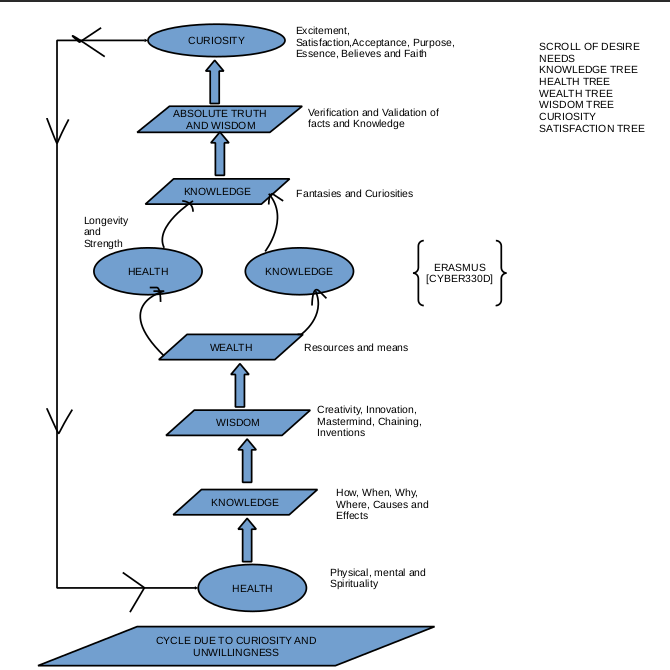 CURIOSITY
Excitement,
Satisfaction,Acceptance, Purpose,
Essence, Believes and Faith
SCROLL OF DESIRE
NEEDS
KNOWLEDGE TREE
HEALTH TREE
WEALTH TREE
WISDOM TREE
CURIOSITY
SATISFACTION TREE
ABSOLUTE TRUTH
AND WISDOM
Verification and Validation of
facts and Knowledge
KNOWLEDGE
Fantasies and Curiosities
Longevity
and
Strength
HEALTH
KNOWLEDGE
ERASMUS
[CYBER330D]
WEALTH
Resources and means
WISDOM
Creativity, Innovation,
Mastermind, Chaining,
Inventions
KNOWLEDGE
How, When, Why,
Where, Causes and
Effects
HEALTH
Physical, mental and
Spirituality
CYCLE DUE TO CURIOSITY AND
UNWILLINGNESS